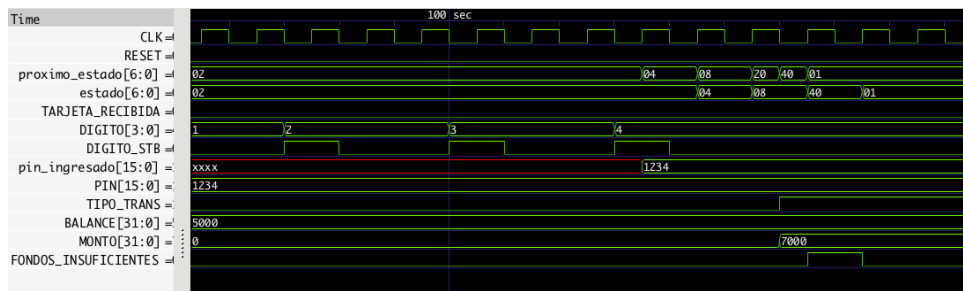 Time
100 sec
CLK=
RESET=
proximo_estado[6:0] = 02 04 08 20 40 01
estado[6:0]= 02 04 08 40 01
TARJETA_RECIBIDA =
DIGITO[3:0] = 1 2 3 4
DIGITO_STB =
pin_ingresado[15:0] = xxxx 1234
PIN[15:0] = 1234
TIPO_TRANS =
BALANCE[31:0] = 5000
MONTO[31:0] = 0 7000
FONDOS_INSUFICIENTES =